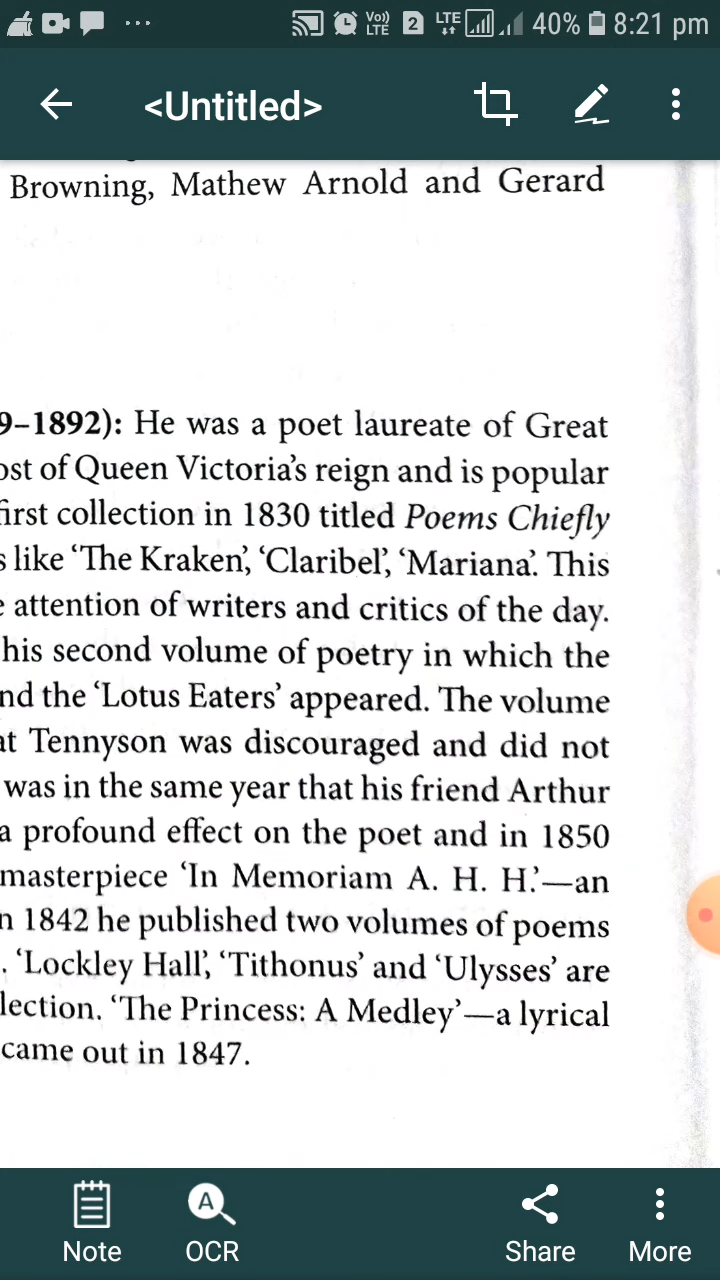 Vo)) LTE 2 LTE 40% 8:21 pm
<Untitled>
Browning, Mathew Arnold and Gerard
9–1892): He was a poet laureate of Great
ost of Queen Victoria's reign and is popular
first collection in 1830 titled Poems Chiefly
s like ‘The Kraken’, ‘Claribel’, ‘Mariana’. This
e attention of writers and critics of the day.
his second volume of poetry in which the
nd the ‘Lotus Eaters’ appeared. The volume
at Tennyson was discouraged and did not
was in the same year that his friend Arthur
a profound effect on the poet and in 1850
masterpiece ‘In Memoriam A. H. H.’—an
n 1842 he published two volumes of poems
. ‘Lockley Hall’, ‘Tithonus’ and ‘Ulysses’ are
lection. ‘The Princess: A Medley’—a lyrical
came out in 1847.
Note OCR Share More